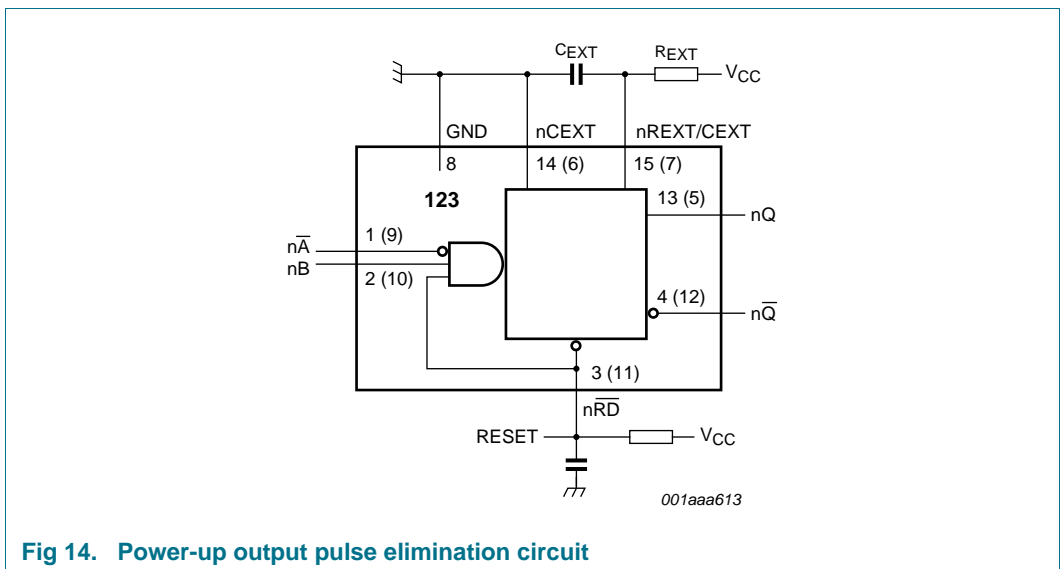 CEXT REXT
VCC
GND nCEXT nREXT/CEXT
8 14 (6) 15 (7)
123 13 (5)
nQ
1 (9)
nA̅
nB
2 (10)
4 (12)
nQ̅
3 (11)
nR̅D̅
RESET VCC
001aaa613
Fig 14. Power-up output pulse elimination circuit